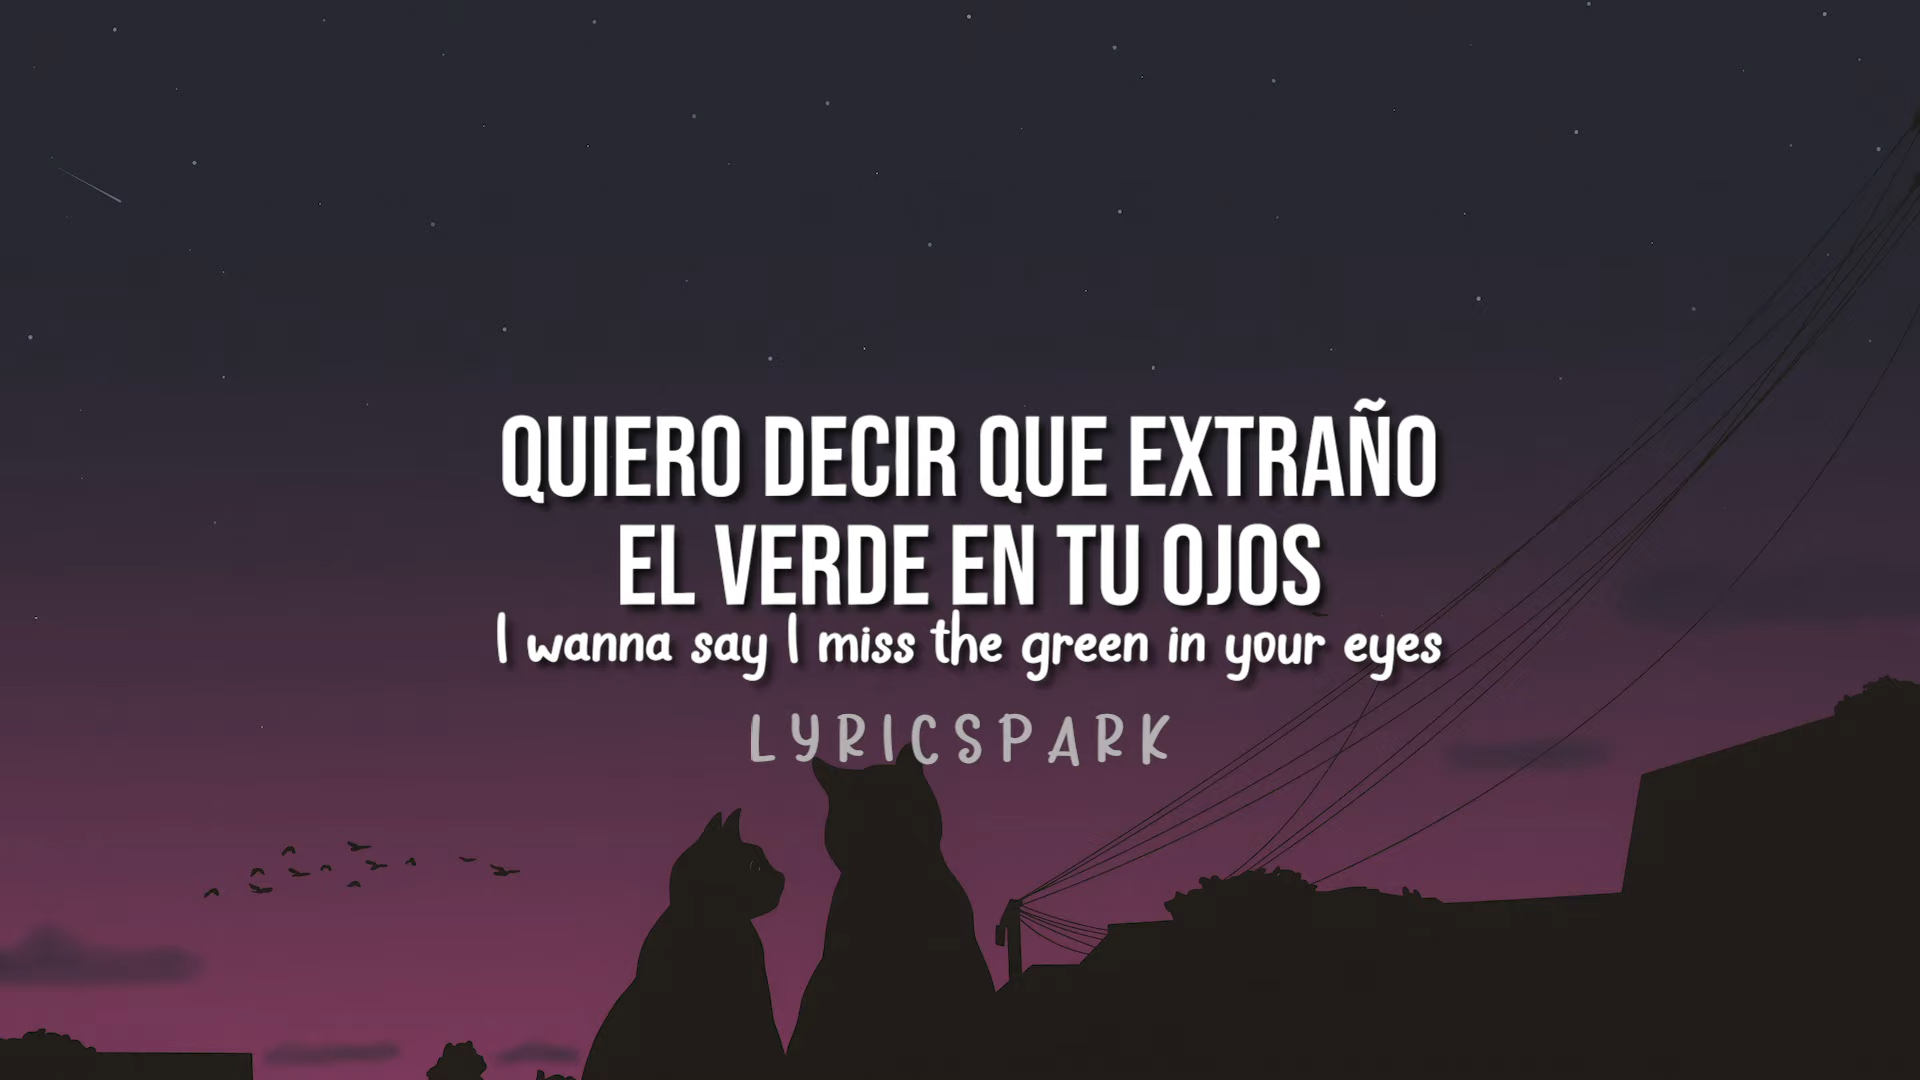 QUIERO DECIR QUE EXTRAÑO
EL VERDE EN TU OJOS
I wanna say I miss the green in your eyes
LYRICSPARK